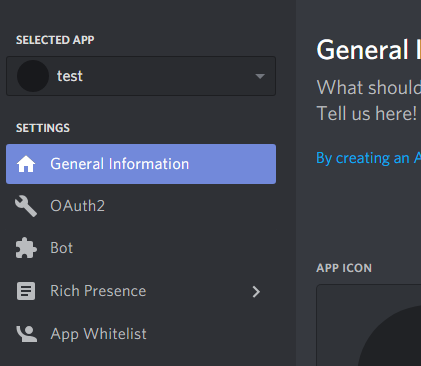 SELECTED APP
test
SETTINGS
General Information
OAuth2
Bot
Rich Presence
App Whitelist
General
What should
Tell us here!
By creating an
APP ICON